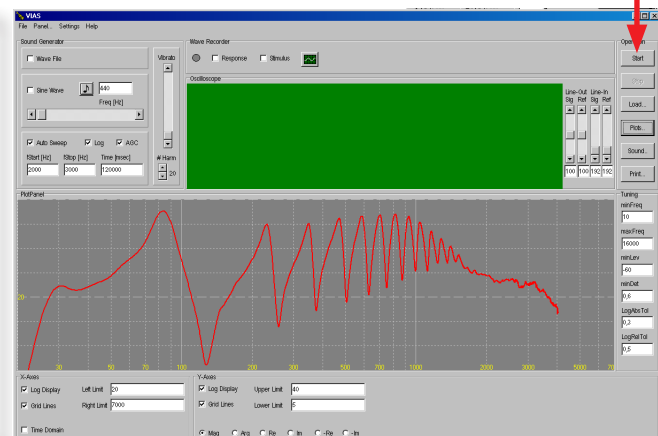 VIAS
File Panel... Settings Help
Sound Generator
Wave File
Sine Wave
440
Freq [Hz]
Auto Sweep Log AGC
fStart [Hz] fStop [Hz] Time [msec]
2000 3000 120000
Vibrato
# Harm
20
Wave Recorder
Response Stimulus
Oscilloscope
Line-Out Line-In
Sig Ref Sig Ref
100 100 192 192
Start
Stop
Load...
Plots...
Sound...
Print...
PlotPanel
20
30 50 70 100 200 300 500 700 1000 2000 3000 5000 70
Tuning
minFreq
10
maxFreq
16000
minLev
-60
minDet
0,6
LogAbsTol
0,3
LogRelTol
0,5
X-Axes
Log Display Left Limit 20
Grid Lines Right Limit 7000
Time Domain
Y-Axes
Log Display Upper Limit 40
Grid Lines Lower Limit 5
Mag Arg Re Im -Re -Im